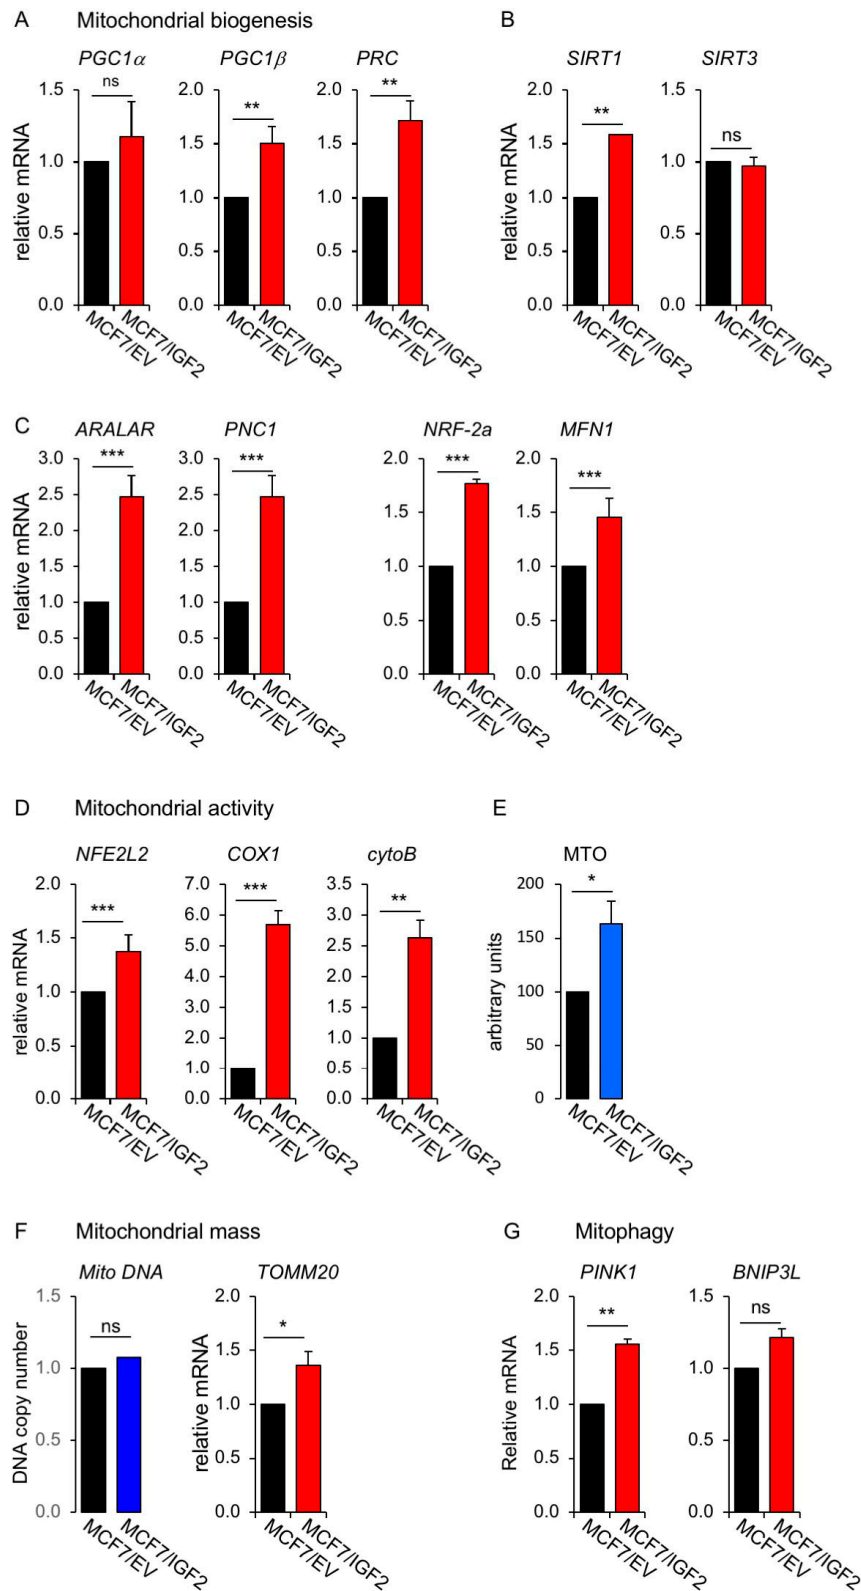 A Mitochondrial biogenesis
PGC1α PGC1β PRC
ns ** **
relative mRNA
1.5 1.0 0.5 0.0
2.0 1.5 1.0 0.5 0.0
2.0 1.5 1.0 0.5 0.0
MCF7/EV MCF7/IGF2 MCF7/EV MCF7/IGF2 MCF7/EV MCF7/IGF2
B
SIRT1 SIRT3
** ns
relative mRNA
2.0 1.5 1.0 0.5 0.0
1.5 1.0 0.5 0.0
MCF7/EV MCF7/IGF2 MCF7/EV MCF7/IGF2
C
ARALAR PNC1 NRF-2a MFN1
*** *** *** ***
relative mRNA
3.0 2.5 2.0 1.5 1.0 0.5 0.0
3.0 2.5 2.0 1.5 1.0 0.5 0.0
2.0 1.5 1.0 0.5 0.0
2.0 1.5 1.0 0.5 0.0
MCF7/EV MCF7/IGF2 MCF7/EV MCF7/IGF2 MCF7/EV MCF7/IGF2 MCF7/EV MCF7/IGF2
D Mitochondrial activity
NFE2L2 COX1 cytoB
*** *** **
relative mRNA
2.0 1.5 1.0 0.5 0.0
7.0 6.0 5.0 4.0 3.0 2.0 1.0 0.0
3.5 3.0 2.5 2.0 1.5 1.0 0.5 0.0
MCF7/EV MCF7/IGF2 MCF7/EV MCF7/IGF2 MCF7/EV MCF7/IGF2
E
MTO
*
arbitrary units
200 150 100 50 0
MCF7/EV MCF7/IGF2
F Mitochondrial mass
Mito DNA TOMM20
ns *
DNA copy number
1.5 1.0 0.5 0.0
relative mRNA
2.0 1.5 1.0 0.5 0.0
MCF7/EV MCF7/IGF2 MCF7/EV MCF7/IGF2
G Mitophagy
PINK1 BNIP3L
** ns
Relative mRNA
2.0 1.5 1.0 0.5 0.0
1.5 1.0 0.5 0.0
MCF7/EV MCF7/IGF2 MCF7/EV MCF7/IGF2